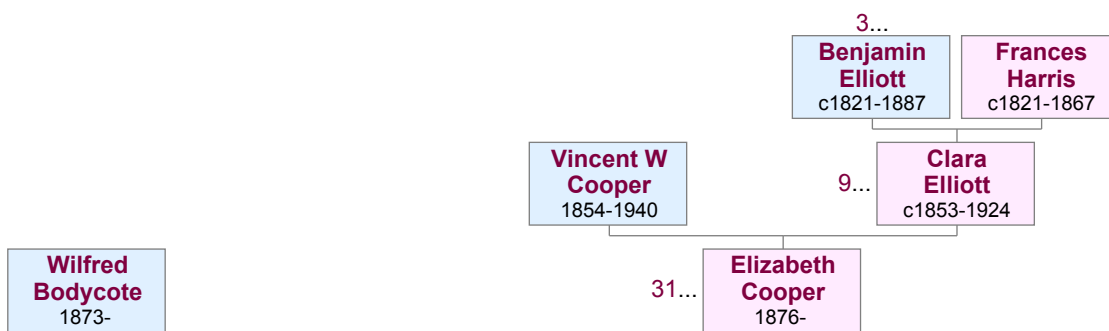 3...
Benjamin
Elliott
c1821-1887
Frances
Harris
c1821-1867
Vincent W
Cooper
1854-1940
9...
Clara
Elliott
c1853-1924
Wilfred
Bodycote
1873-
31...
Elizabeth
Cooper
1876-